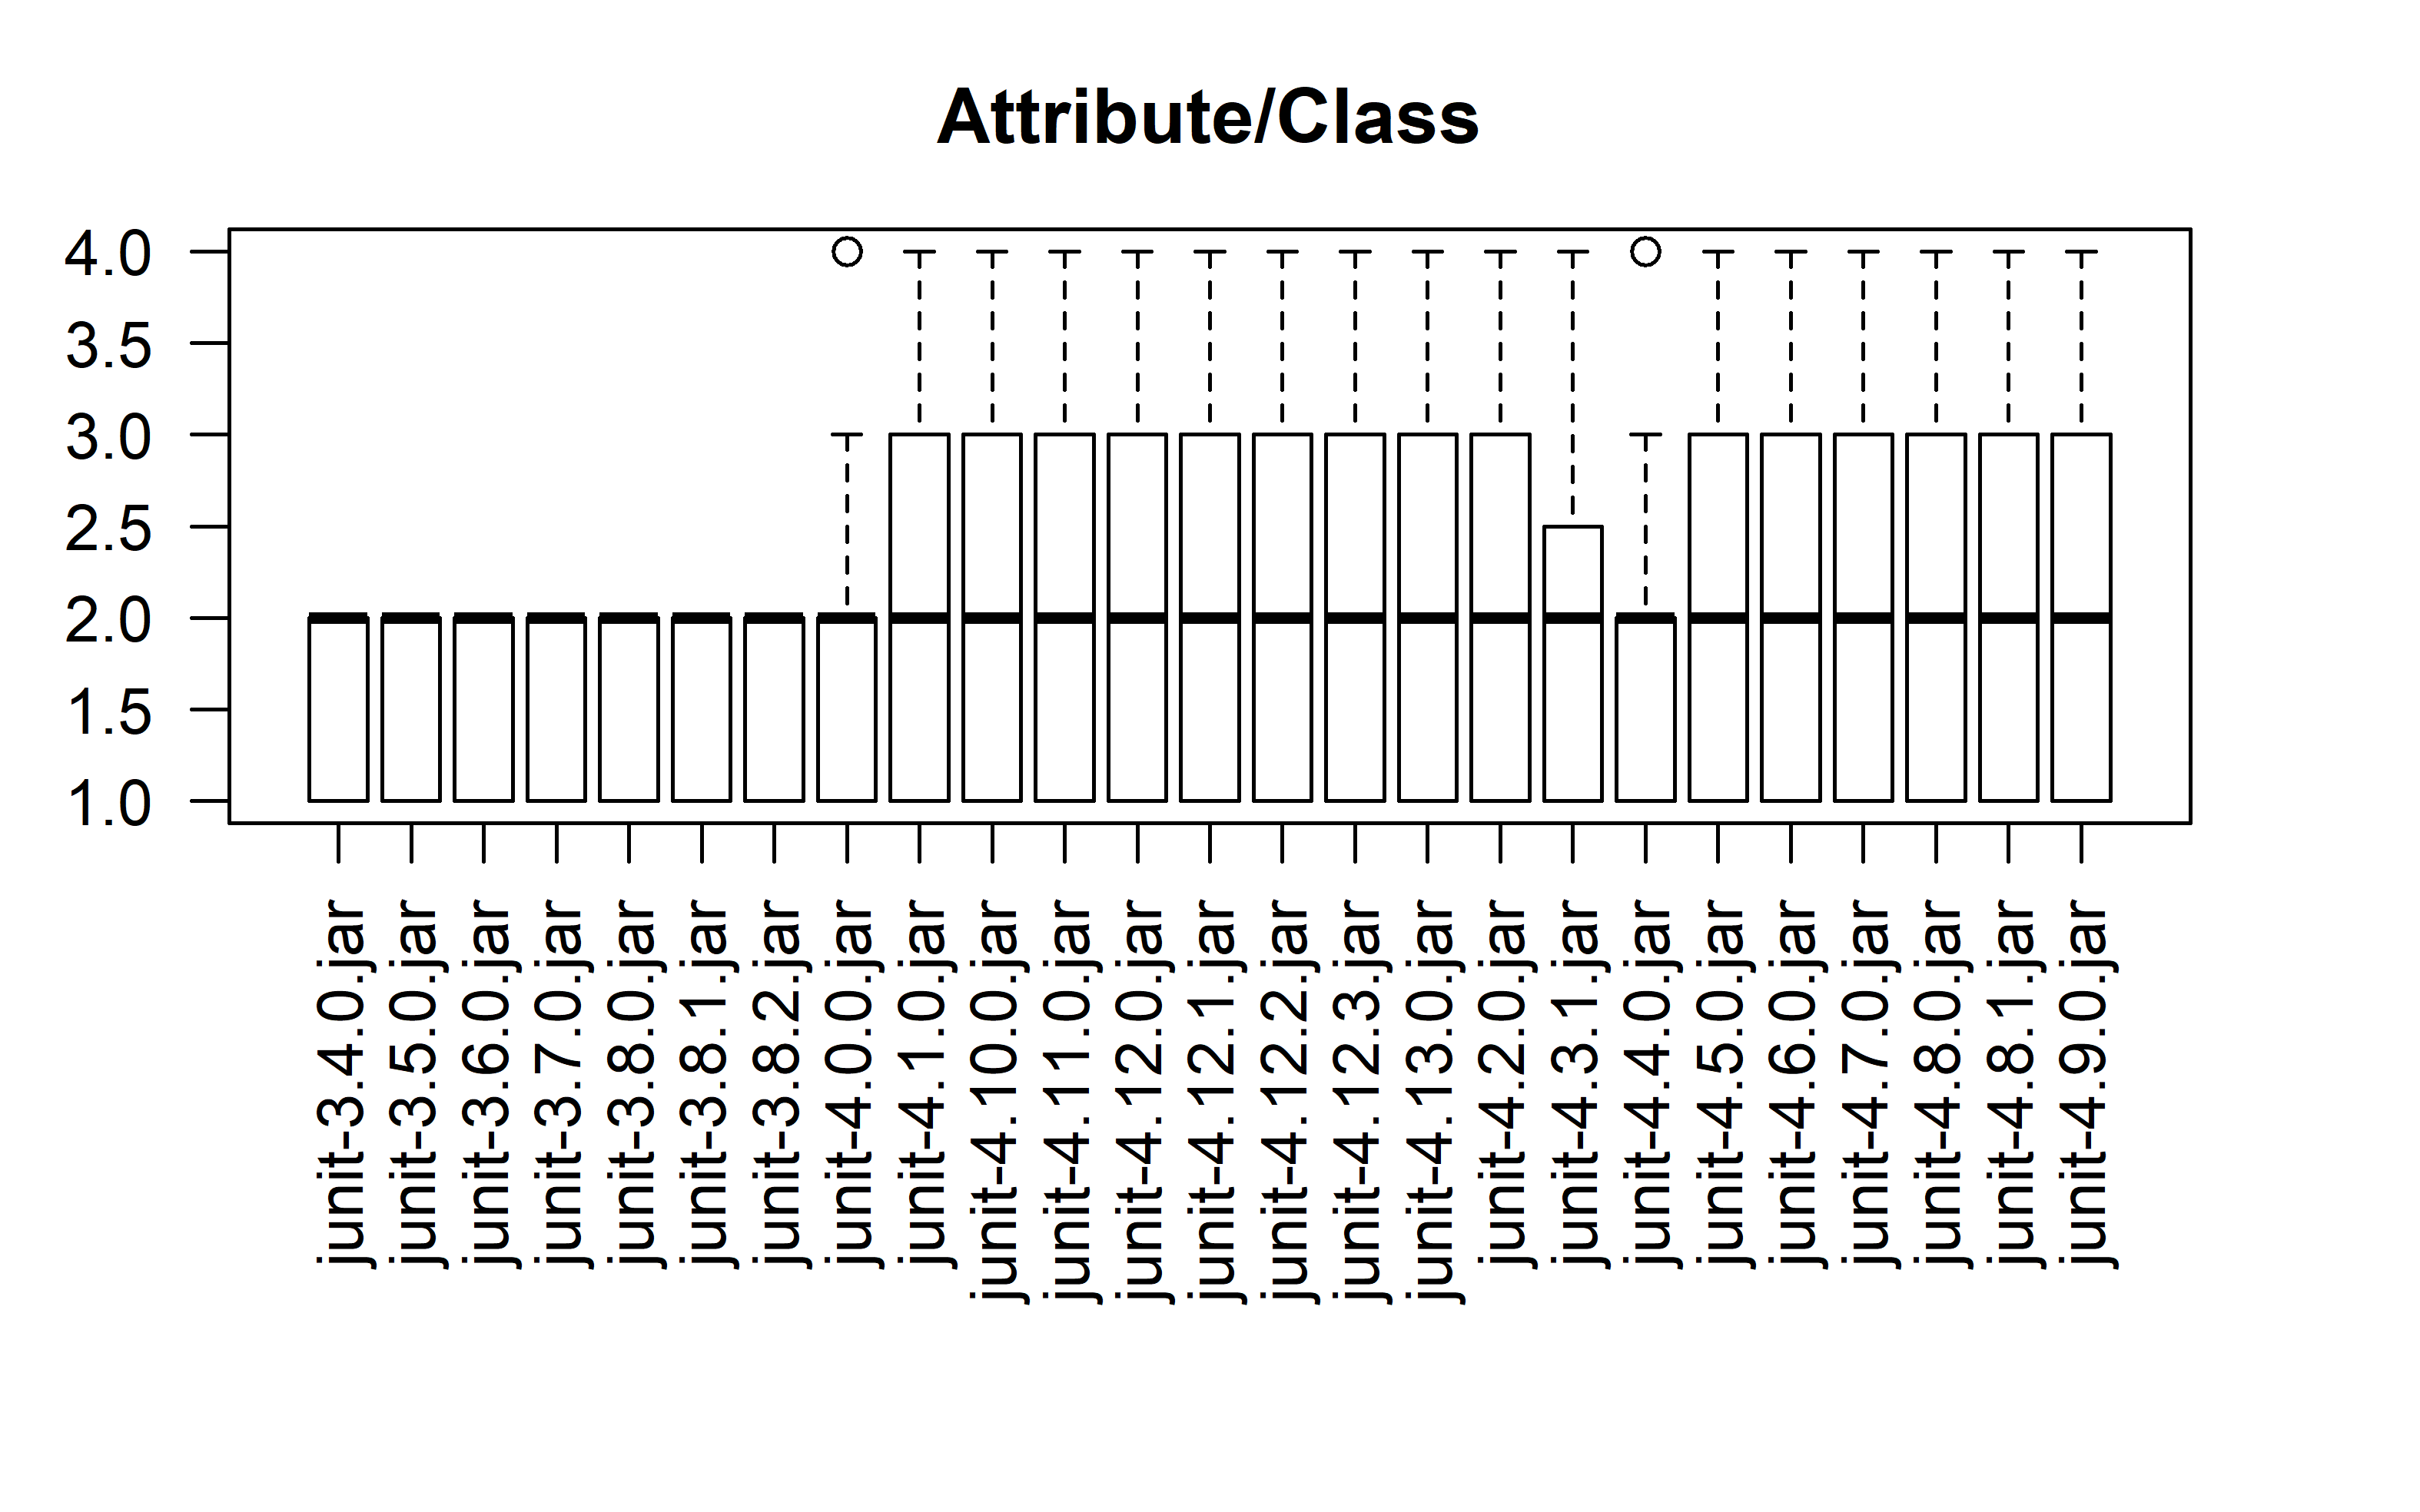 Attribute/Class
4.0
3.5
3.0
2.5
2.0
1.5
1.0
junit-3.4.0.jar
junit-3.5.0.jar
junit-3.6.0.jar
junit-3.7.0.jar
junit-3.8.0.jar
junit-3.8.1.jar
junit-3.8.2.jar
junit-4.0.0.jar
junit-4.1.0.jar
junit-4.10.0.jar
junit-4.11.0.jar
junit-4.12.0.jar
junit-4.12.1.jar
junit-4.12.2.jar
junit-4.12.3.jar
junit-4.13.0.jar
junit-4.2.0.jar
junit-4.3.1.jar
junit-4.4.0.jar
junit-4.5.0.jar
junit-4.6.0.jar
junit-4.7.0.jar
junit-4.8.0.jar
junit-4.8.1.jar
junit-4.9.0.jar